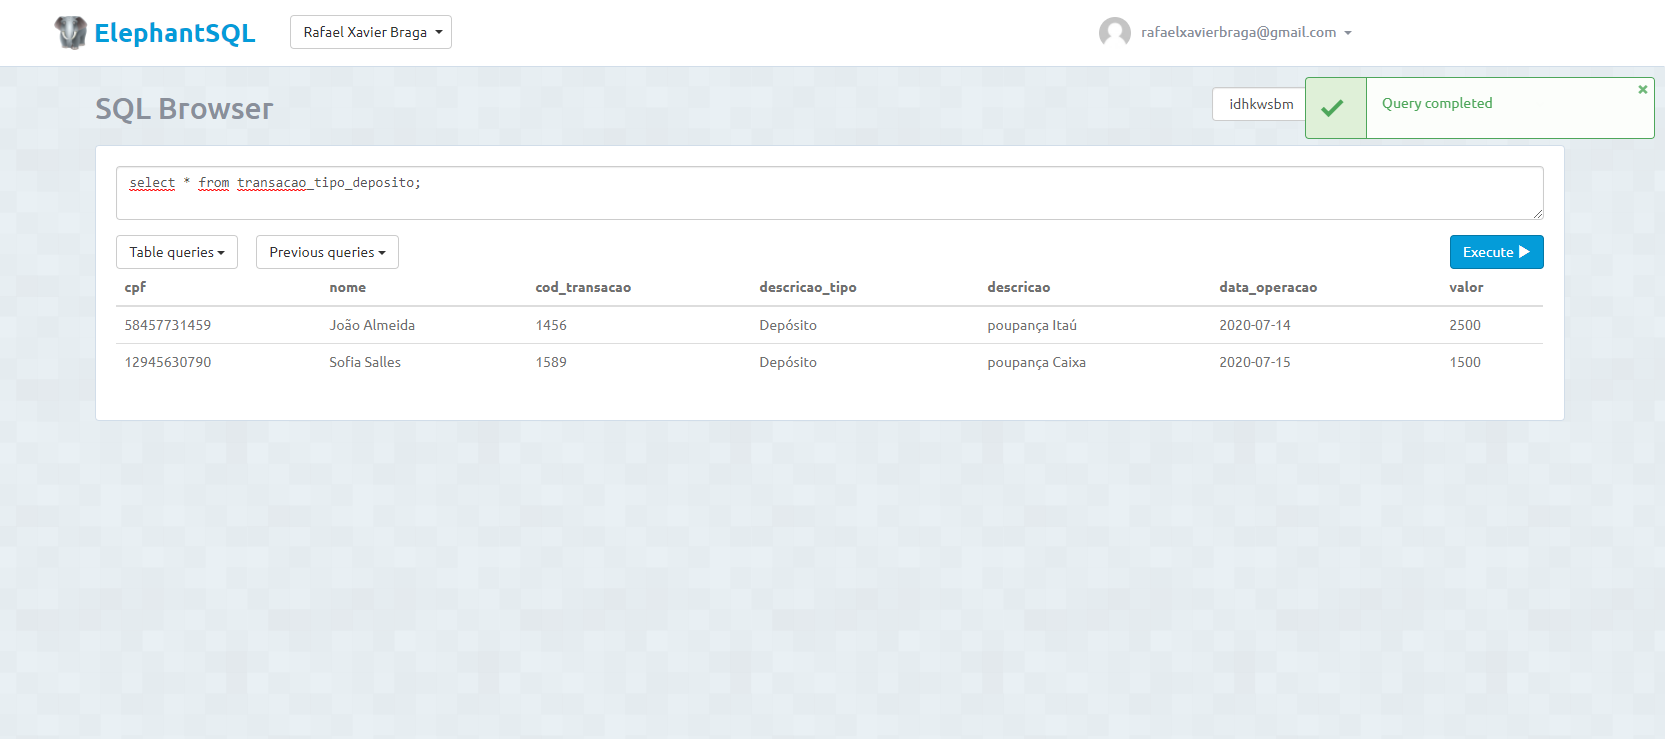 ElephantSQL
Rafael Xavier Braga
rafaelxavierbraga@gmail.com
SQL Browser
idhkwsbm
Query completed
select * from transacao_tipo_deposito;
Table queries
Previous queries
Execute
cpf nome cod_transacao descricao_tipo descricao data_operacao valor
58457731459 João Almeida 1456 Depósito poupança Itaú 2020-07-14 2500
12945630790 Sofia Salles 1589 Depósito poupança Caixa 2020-07-15 1500